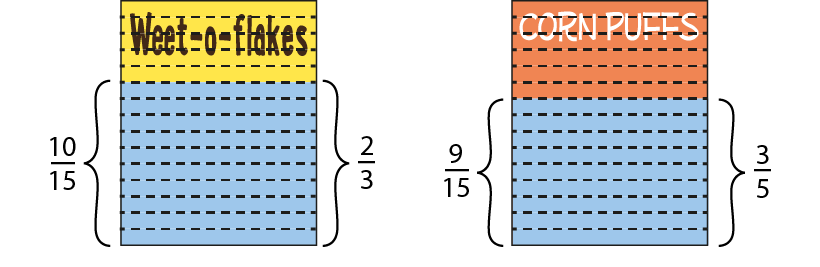 Weet-o-flakes
CORN PUFFS
10/15
2/3
9/15
3/5